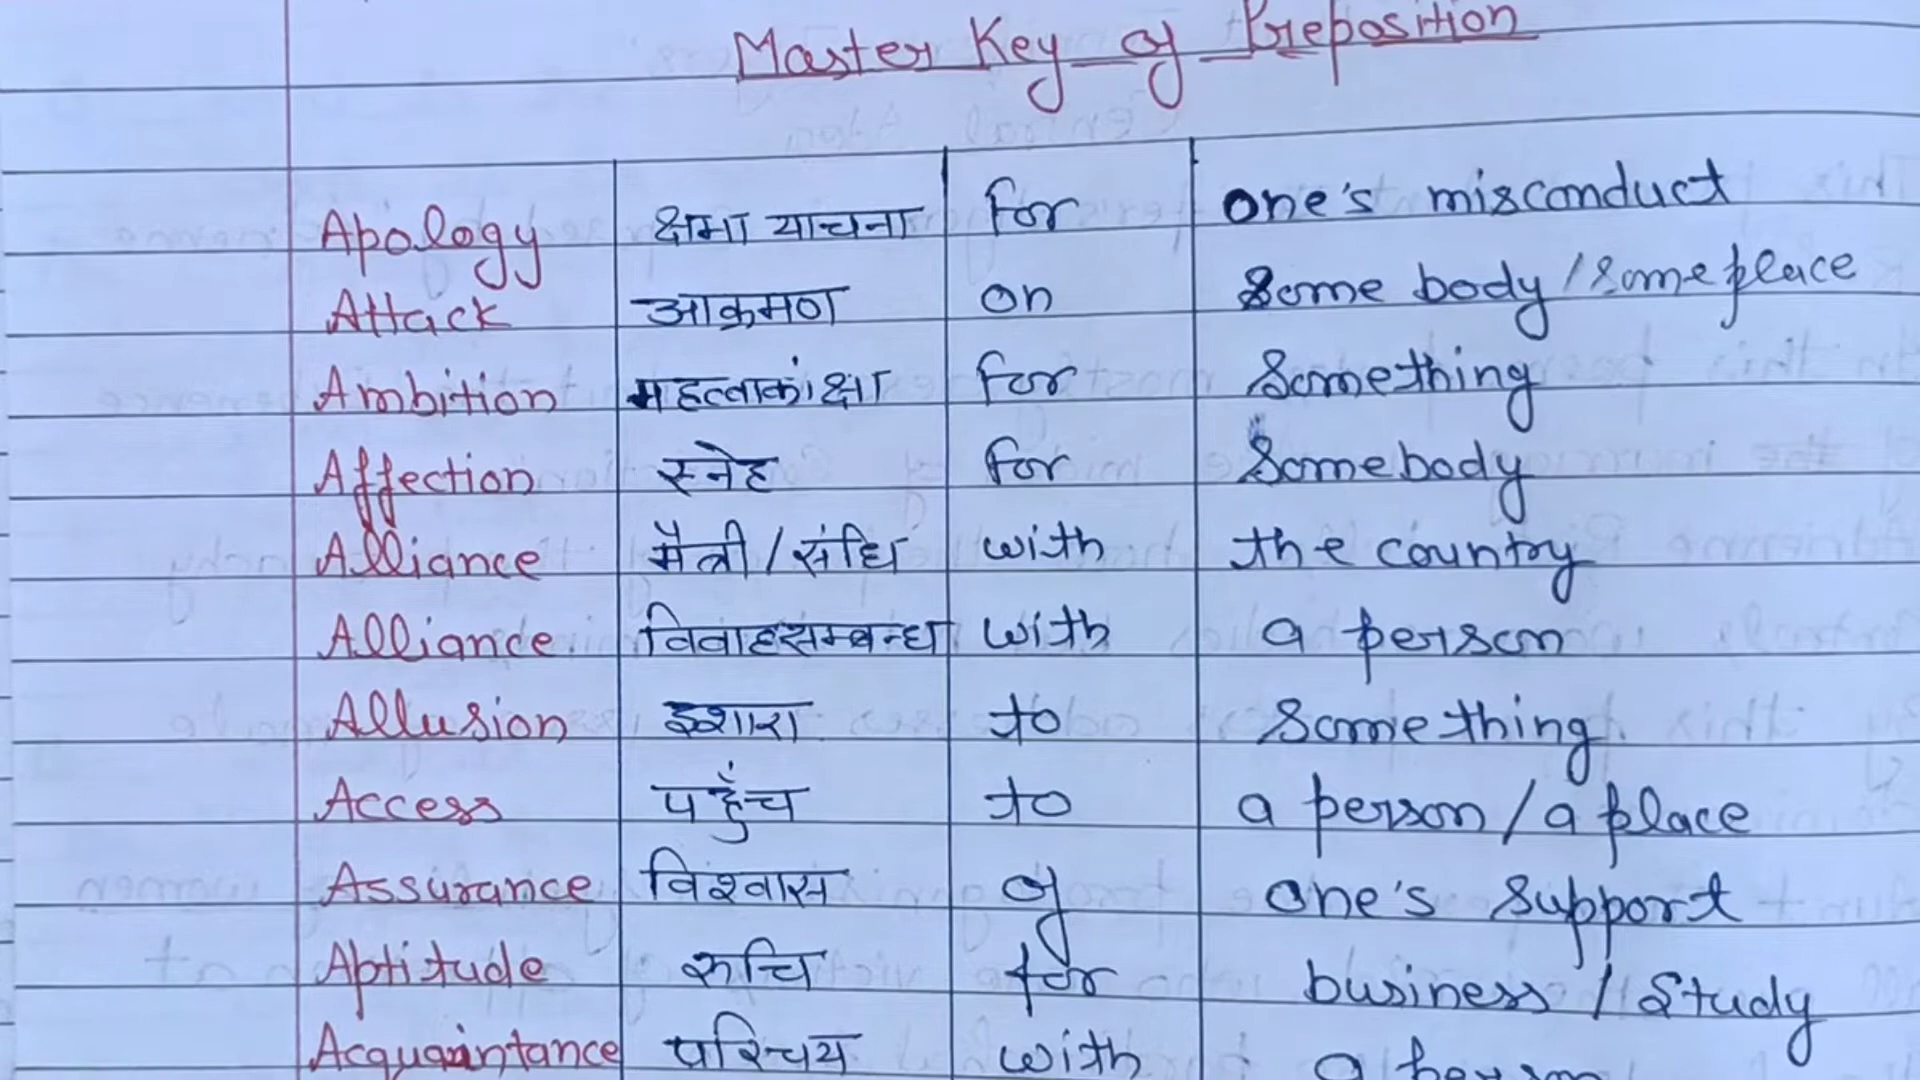 Master Key of Preposition
Apology क्षमा याचना for one's misconduct
Attack आक्रमण on Some body / Some place
Ambition महत्वाकांक्षा for Something
Affection स्नेह for Somebody
Alliance मैत्री / संधि with the country
Alliance विवाहसम्बन्ध with a person
Allusion इशारा to Something
Access पहुँच to a person / a place
Assurance विश्वास of one's support
Aptitude रुचि for business / Study
Acquaintance परिचय with a person